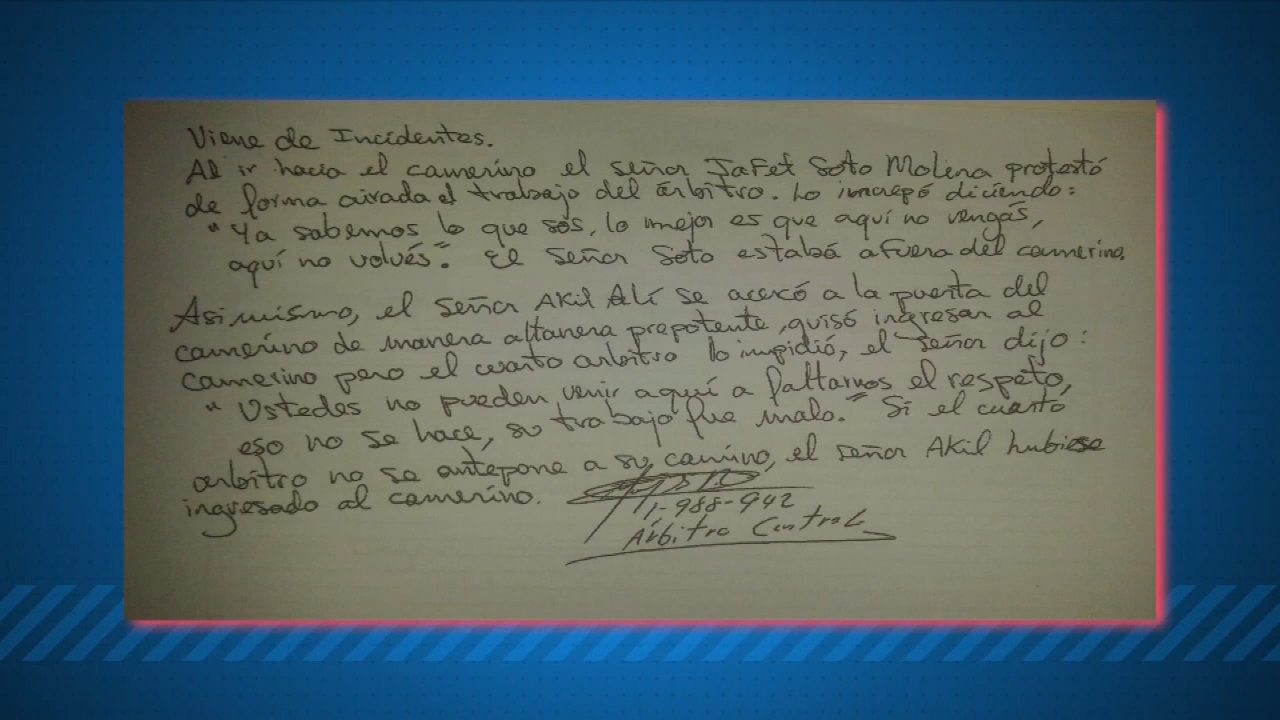 Viene de Incidentes.
Al ir hacia el camerino el señor Jafet Soto Molina protestó
de forma airada el trabajo del árbitro. Lo increpó diciendo:
"Ya sabemos lo que sos, lo mejor es que aquí no vengás,
aquí no volvés". El señor Soto estaba afuera del camerino.
Asimismo, el señor Akil Alí se acercó a la puerta del
camerino de manera altanera prepotente, quisó ingresar al
camerino pero el cuarto arbitro lo impidió, el señor dijo:
"Ustedes no pueden venir aquí a faltarnos el respeto,
eso no se hace, su trabajo fue malo." Si el cuarto
arbitro no se antepone a su camino, el señor Akil hubiese
ingresado al camerino.
1-988-942
Árbitro Central